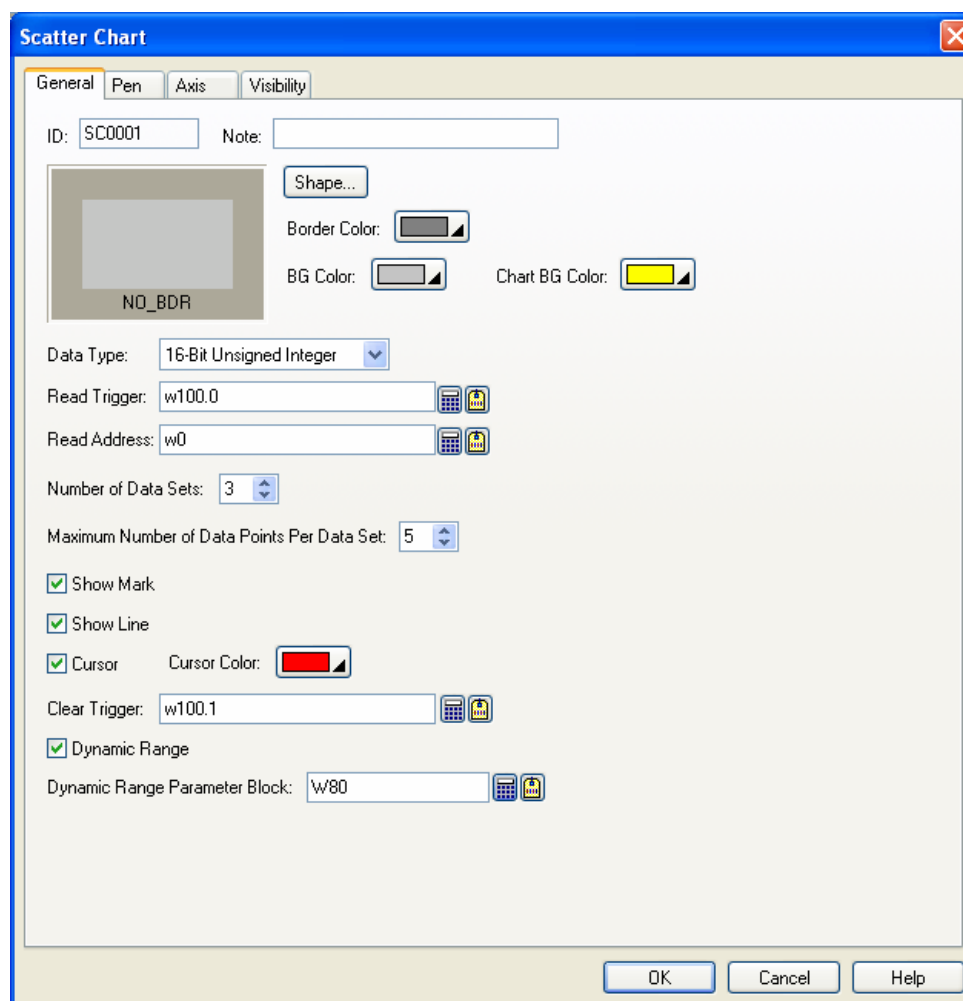 Scatter Chart
General Pen Axis Visibility
ID: SC0001 Note:
Shape...
Border Color:
BG Color: Chart BG Color:
NO_BDR
Data Type: 16-Bit Unsigned Integer
Read Trigger: w100.0
Read Address: w0
Number of Data Sets: 3
Maximum Number of Data Points Per Data Set: 5
Show Mark
Show Line
Cursor Cursor Color:
Clear Trigger: w100.1
Dynamic Range
Dynamic Range Parameter Block: W80
OK Cancel Help